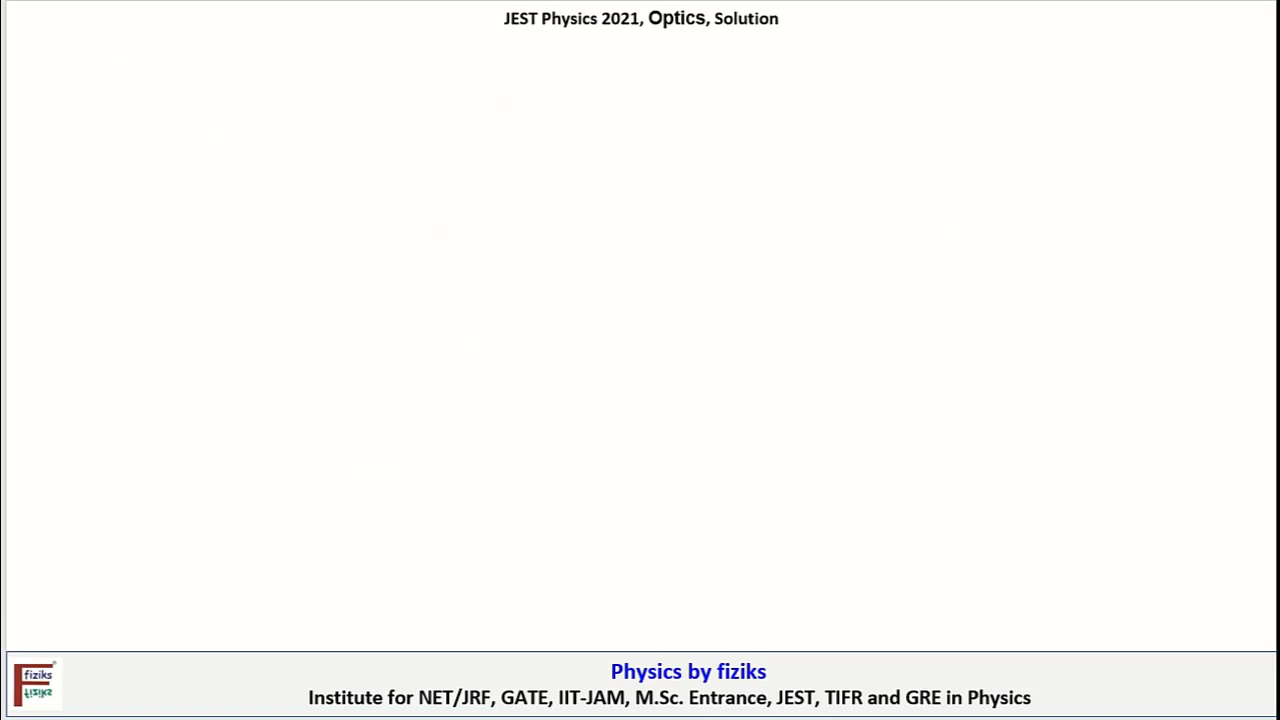 JEST Physics 2021, Optics, Solution
fiziks
fiziks
Physics by fiziks
Institute for NET/JRF, GATE, IIT-JAM, M.Sc. Entrance, JEST, TIFR and GRE in Physics